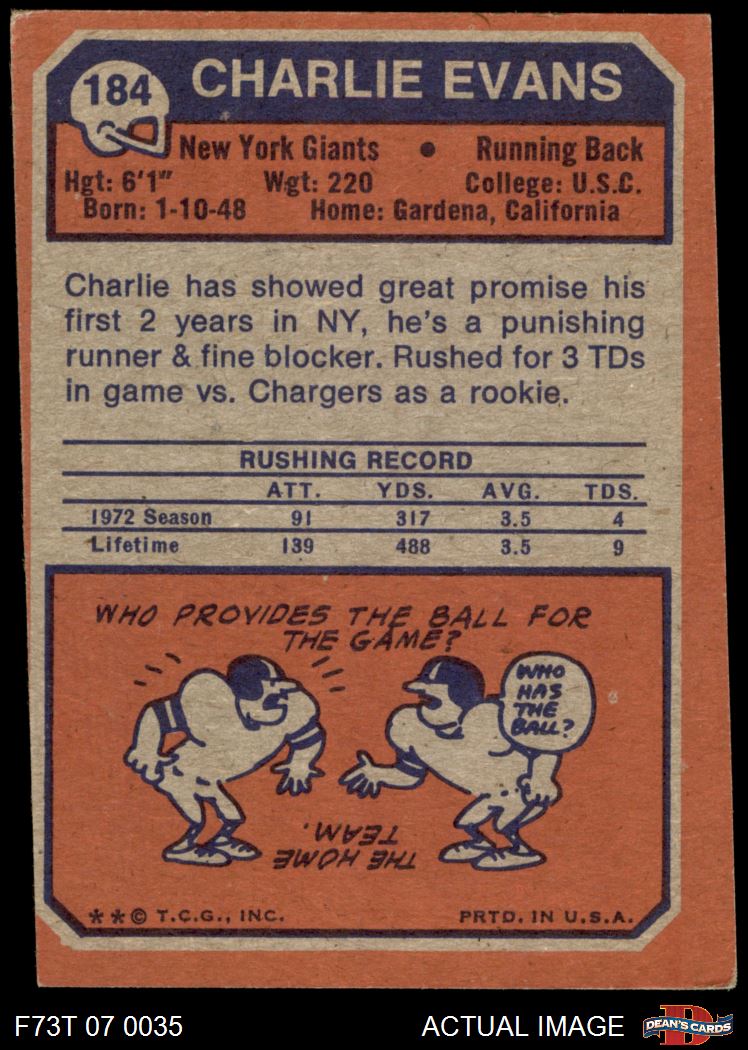 184 CHARLIE EVANS
New York Giants • Running Back
Hgt: 6'1" Wgt: 220 College: U.S.C.
Born: 1-10-48 Home: Gardena, California
Charlie has showed great promise his
first 2 years in NY, he's a punishing
runner & fine blocker. Rushed for 3 TDs
in game vs. Chargers as a rookie.
RUSHING RECORD
ATT. YDS. AVG. TDS.
1972 Season 91 317 3.5 4
Lifetime 139 488 3.5 9
WHO PROVIDES THE BALL FOR
THE GAME?
WHO
HAS
THE
BALL?
THE HOME
TEAM.
**© T.C.G., INC. PRTD. IN U.S.A.
F73T 07 0035 ACTUAL IMAGE D DEAN'S CARDS